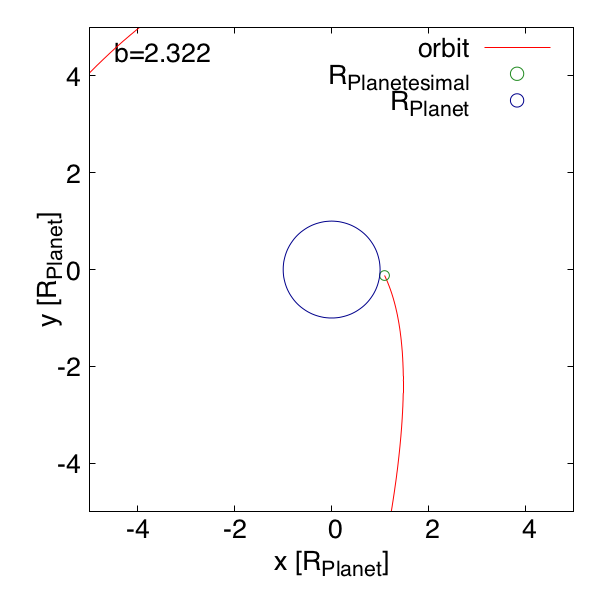 b=2.322
orbit
R_Planetesimal
R_Planet
4
2
0
-2
-4
y [R_Planet]
-4
-2
0
2
4
x [R_Planet]